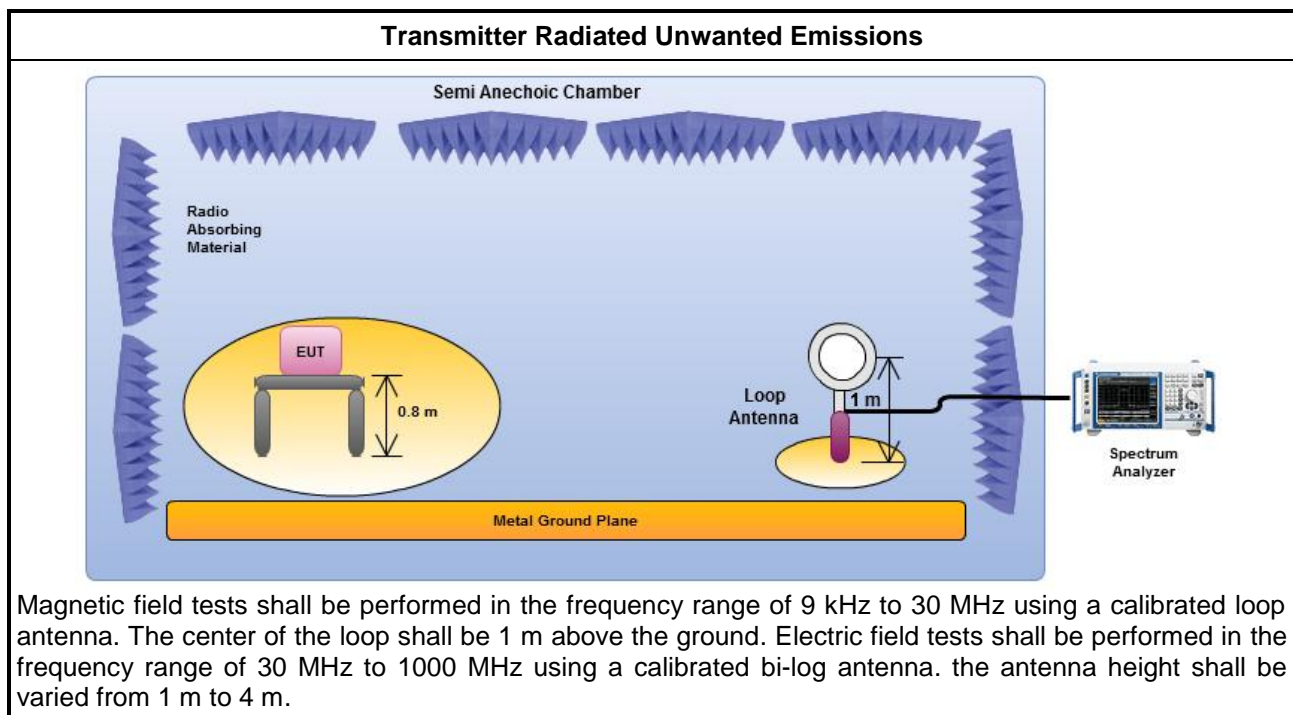 Transmitter Radiated Unwanted Emissions
Semi Anechoic Chamber
Radio
Absorbing
Material
EUT
0.8 m
Loop
Antenna
1 m
Spectrum
Analyzer
Metal Ground Plane
Magnetic field tests shall be performed in the frequency range of 9 kHz to 30 MHz using a calibrated loop
antenna. The center of the loop shall be 1 m above the ground. Electric field tests shall be performed in the
frequency range of 30 MHz to 1000 MHz using a calibrated bi-log antenna. the antenna height shall be
varied from 1 m to 4 m.